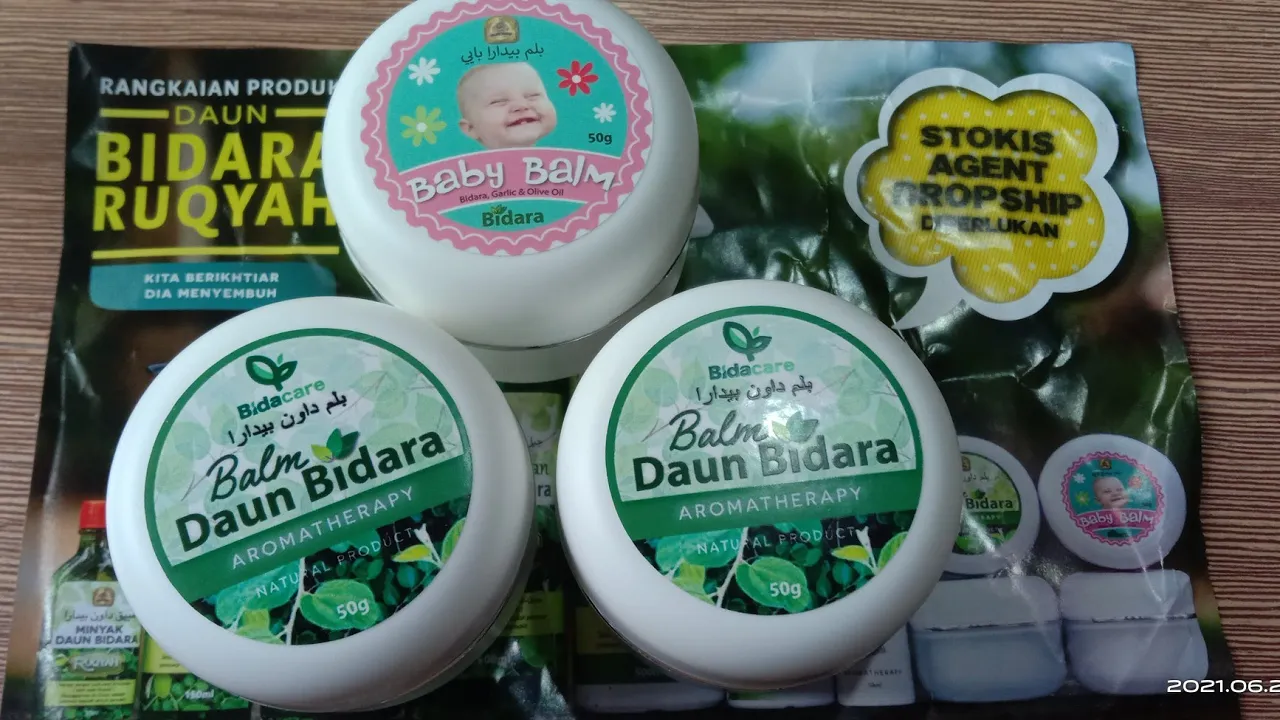 RANGKAIAN PRODUK
DAUN
BIDARA
RUQYAH
KITA BERIKHTIAR
DIA MENYEMBUH
بلم بيدارا بايي
50g
Baby Balm
Bidara, Garlic & Olive Oil
Bidara
STOKIS
AGENT
DROPSHIP
DIPERLUKAN
Bidacare
بلم داون بيدارا
Balm
Daun Bidara
AROMATHERAPY
NATURAL PRODUCT
50g
Bidacare
بلم داون بيدارا
Balm
Daun Bidara
AROMATHERAPY
NATURAL PRODUCT
50g
Bidara
Baby Balm
داون بيدارا
MINYAK
DAUN BIDARA
150ml
2021.06.2